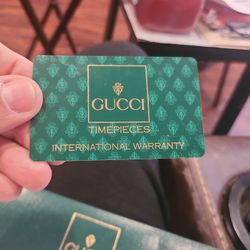 GUCCI
TIMEPIECES
INTERNATIONAL WARRANTY